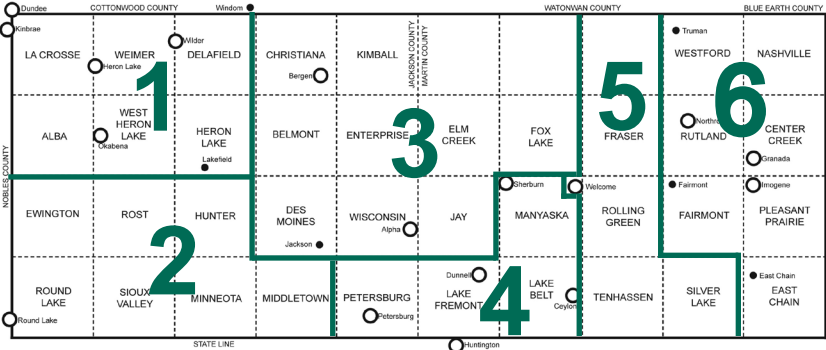 Dundee
COTTONWOOD COUNTY
Windom
WATONWAN COUNTY
BLUE EARTH COUNTY
Kinbrae
Wilder
Truman
LA CROSSE
WEIMER
DELAFIELD
CHRISTIANA
KIMBALL
JACKSON COUNTY
MARTIN COUNTY
WESTFORD
NASHVILLE
Heron Lake
Bergen
1
5
6
WEST
HERON
LAKE
ALBA
Okabena
HERON
LAKE
Lakefield
BELMONT
ENTERPRISE
3
ELM
CREEK
FOX
LAKE
FRASER
RUTLAND
CENTER
CREEK
Granada
NOBLES COUNTY
Sherburn
Welcome
Fairmont
Imogene
EWINGTON
ROST
HUNTER
DES
MOINES
WISCONSIN
JAY
MANYASKA
ROLLING
GREEN
FAIRMONT
PLEASANT
PRAIRIE
Alpha
Jackson
2
Dunnell
East Chain
ROUND
LAKE
SIOUX
VALLEY
MINNEOTA
MIDDLETOWN
PETERSBURG
LAKE
FREMONT
4
LAKE
BELT
TENHASSEN
SILVER
LAKE
EAST
CHAIN
Ceylon
Round Lake
Petersburg
STATE LINE
Huntington